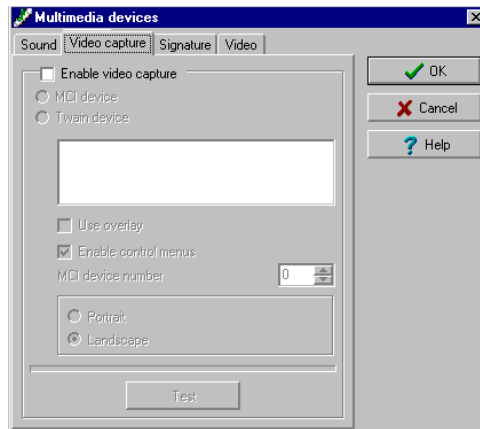 Multimedia devices
Sound Video capture Signature Video
Enable video capture
MCI device
Twain device
Use overlay
Enable control menus
MCI device number 0
Portrait
Landscape
Test
OK
Cancel
? Help